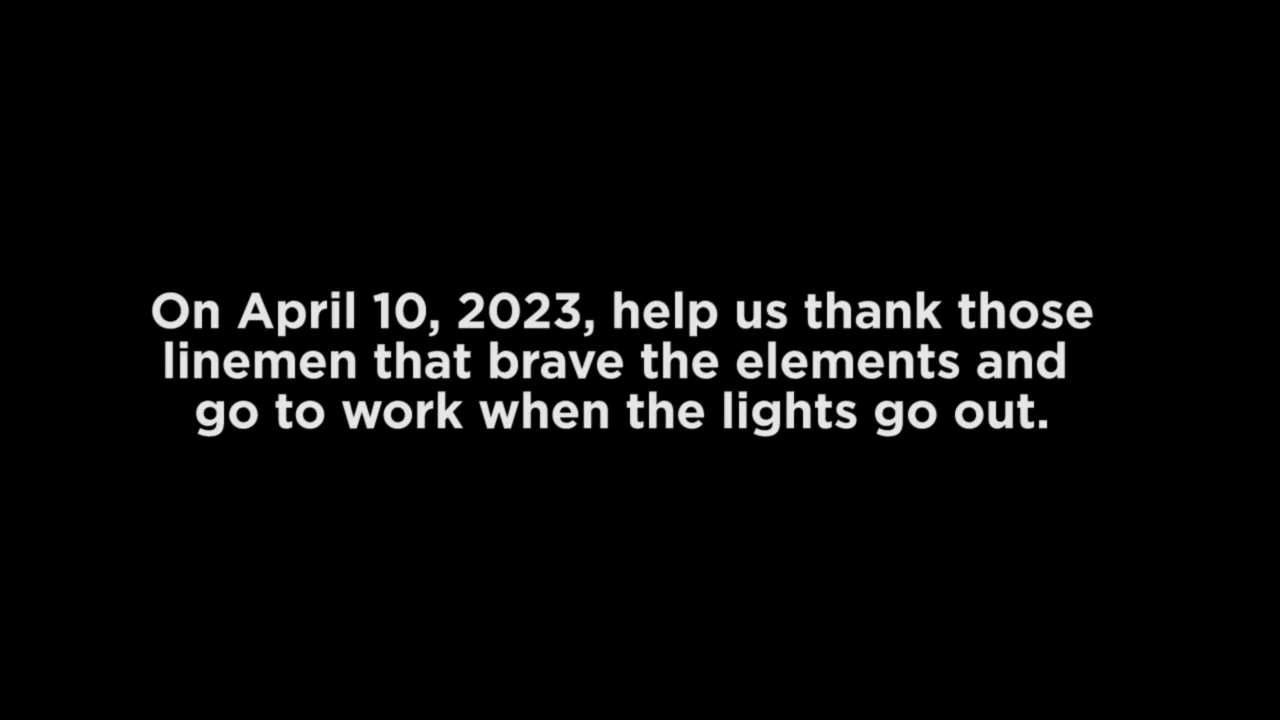 On April 10, 2023, help us thank those
linemen that brave the elements and
go to work when the lights go out.